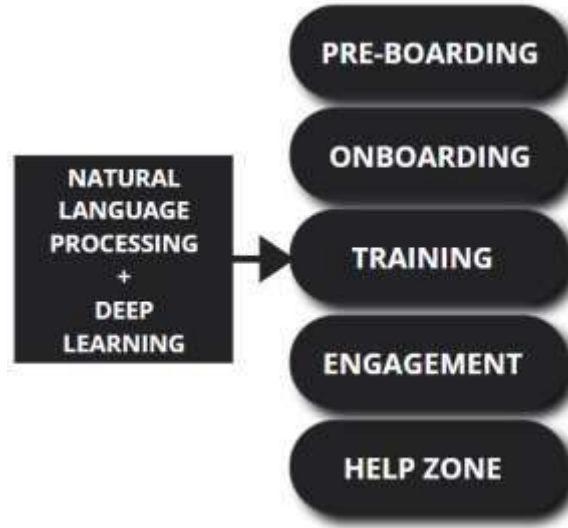 NATURAL
LANGUAGE
PROCESSING
+
DEEP
LEARNING
PRE-BOARDING
ONBOARDING
TRAINING
ENGAGEMENT
HELP ZONE